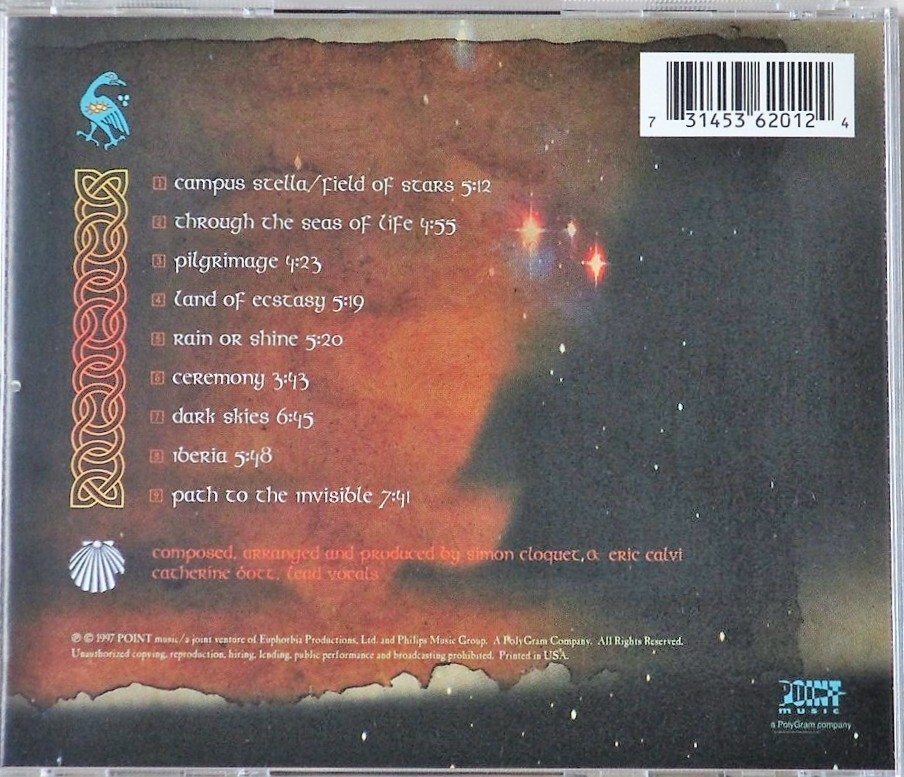 7 31453 62012 4
1 campus stella/field of stars 5:12
2 through the seas of life 4:55
3 pilgrimage 4:23
4 land of ecstasy 5:19
5 rain or shine 5:20
6 ceremony 3:43
7 dark skies 6:45
8 iberia 5:48
9 path to the invisible 7:41
composed, arranged and produced by simon cloquet, & eric calvi
catherine bott, lead vocals
℗ © 1997 POINT music/a joint venture of Euphorbia Productions, Ltd. and Philips Music Group. A PolyGram Company. All Rights Reserved.
Unauthorized copying, reproduction, hiring, lending, public performance and broadcasting prohibited. Printed in USA.
POINT
music
a PolyGram company